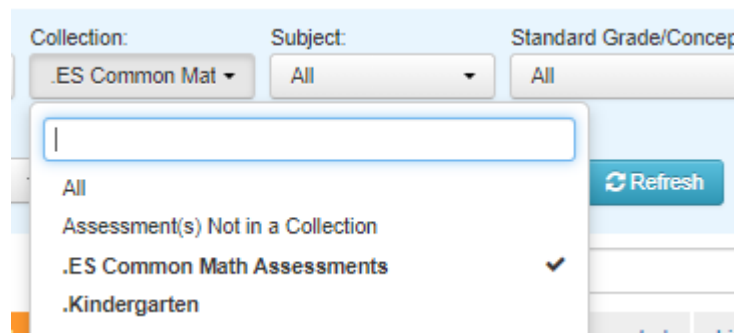 Collection: Subject: Standard Grade/Concep
.ES Common Mat All All
All Refresh
Assessment(s) Not in a Collection
.ES Common Math Assessments
.Kindergarten